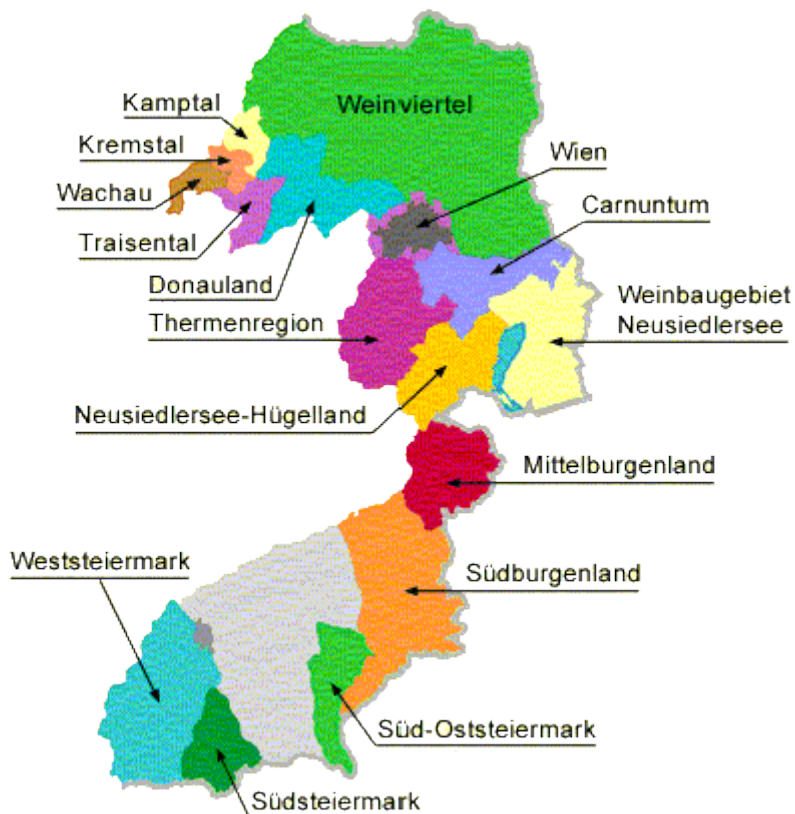 Kamptal
Weinviertel
Kremstal
Wien
Wachau
Carnuntum
Traisental
Donauland
Weinbaugebiet
Neusiedlersee
Thermenregion
Neusiedlersee-Hügelland
Mittelburgenland
Weststeiermark
Südburgenland
Süd-Oststeiermark
Südsteiermark